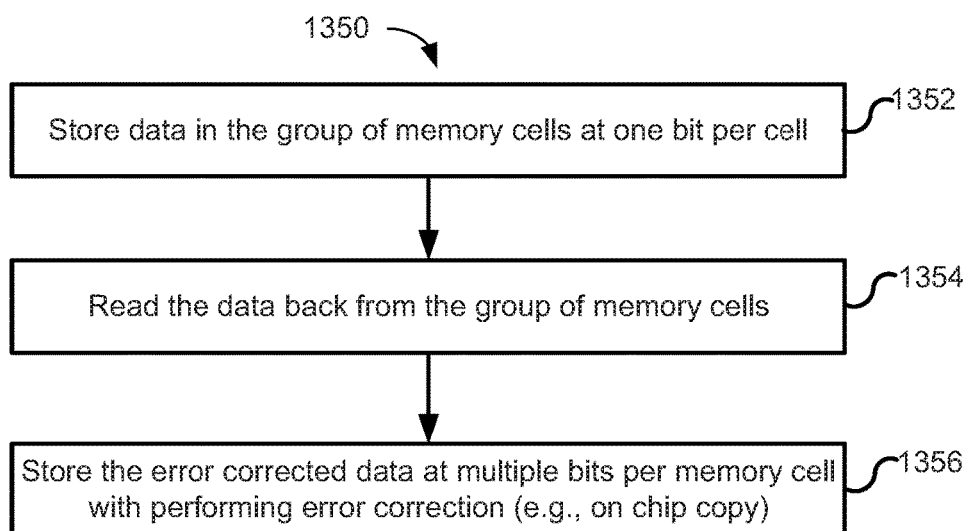 1350
Store data in the group of memory cells at one bit per cell
1352
Read the data back from the group of memory cells
1354
Store the error corrected data at multiple bits per memory cell
with performing error correction (e.g., on chip copy)
1356